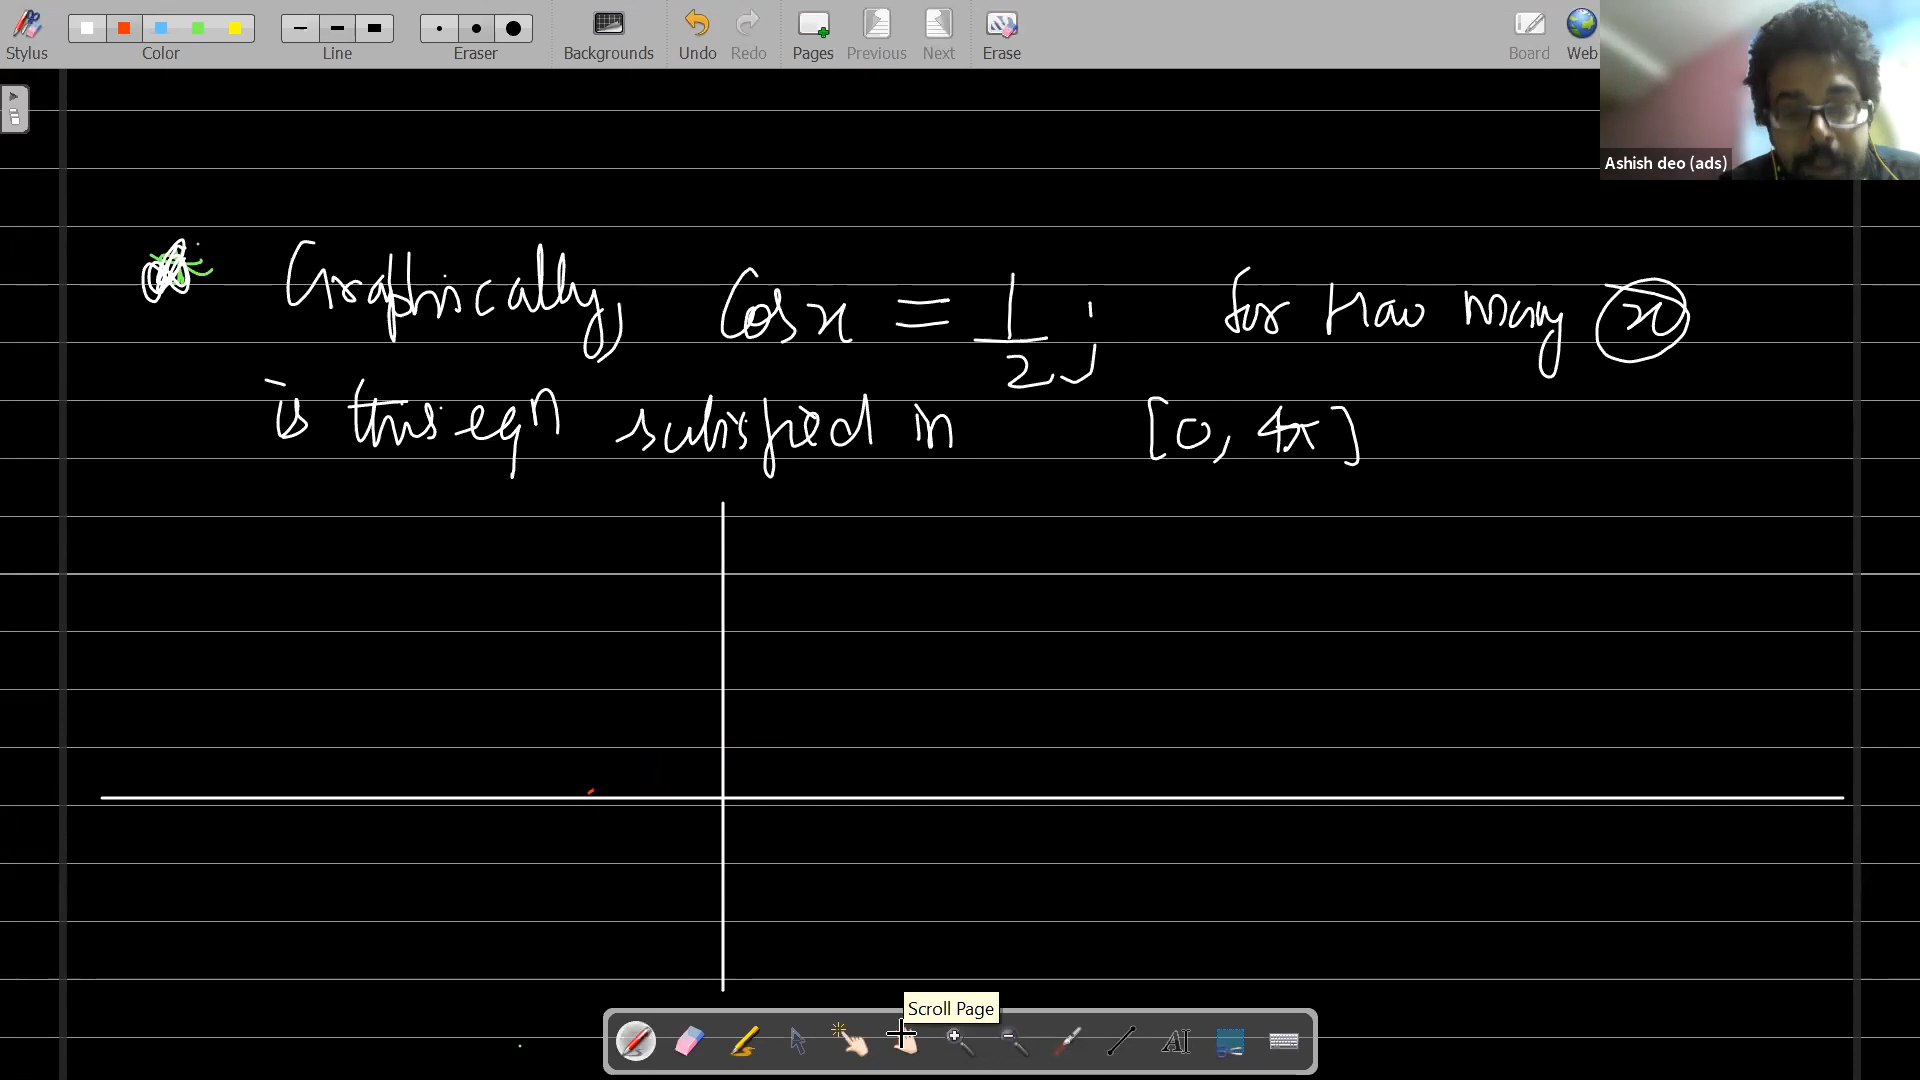 Stylus Color Line Eraser Backgrounds Undo Redo Pages Previous Next Erase Board Web
Ashish deo (ads)
Graphically, Cos x = 1/2 ; for How many x
is this eqn satisfied in [0, 4π]
Scroll Page